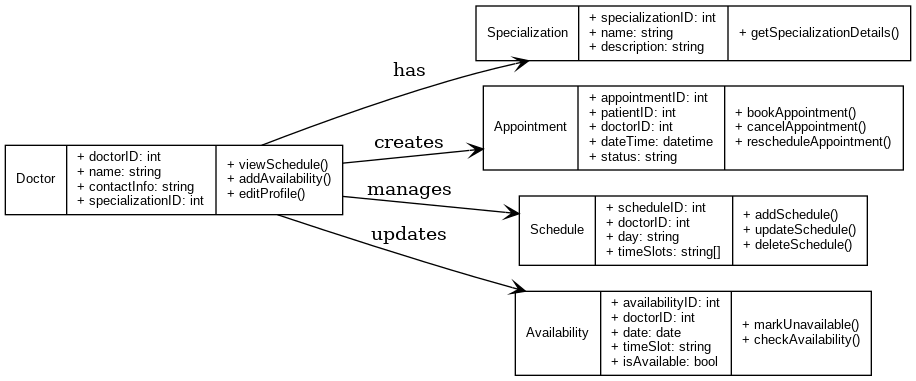 Specialization
+ specializationID: int
+ name: string
+ description: string
+ getSpecializationDetails()
has
Appointment
+ appointmentID: int
+ patientID: int
+ doctorID: int
+ dateTime: datetime
+ status: string
+ bookAppointment()
+ cancelAppointment()
+ rescheduleAppointment()
creates
Doctor
+ doctorID: int
+ name: string
+ contactInfo: string
+ specializationID: int
+ viewSchedule()
+ addAvailability()
+ editProfile()
manages
Schedule
+ scheduleID: int
+ doctorID: int
+ day: string
+ timeSlots: string[]
+ addSchedule()
+ updateSchedule()
+ deleteSchedule()
updates
Availability
+ availabilityID: int
+ doctorID: int
+ date: date
+ timeSlot: string
+ isAvailable: bool
+ markUnavailable()
+ checkAvailability()